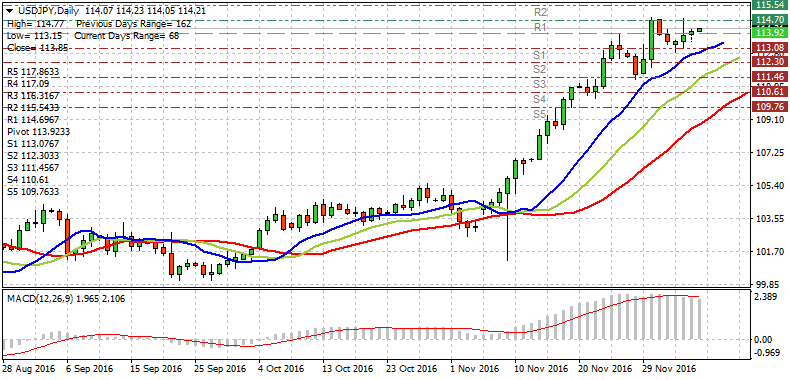 USDJPY,Daily 114.07 114.23 114.05 114.21
High= 114.77 Previous Days Range= 162
Low= 113.15 Current Days Range= 68
Close= 113.85
R5 117.8633
R4 117.09
R3 116.3167
R2 115.5433
R1 114.6967
Pivot 113.9233
S1 113.0767
S2 112.3033
S3 111.4567
S4 110.61
S5 109.7633
R2
R1
S1
S2
S3
S4
S5
115.54
114.70
113.92
113.08
112.30
111.46
110.61
109.76
109.10
107.25
105.40
103.55
101.70
99.85
MACD(12,26,9) 1.965 2.106
2.389
0.00
-0.969
28 Aug 2016 6 Sep 2016 15 Sep 2016 25 Sep 2016 4 Oct 2016 13 Oct 2016 23 Oct 2016 1 Nov 2016 10 Nov 2016 20 Nov 2016 29 Nov 2016